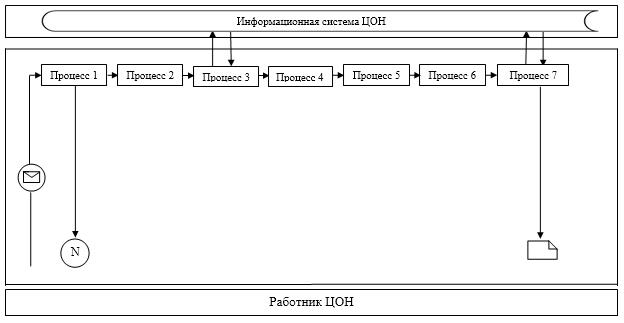 Информационная система ЦОН
Процесс 1
Процесс 2
Процесс 3
Процесс 4
Процесс 5
Процесс 6
Процесс 7
N
Работник ЦОН